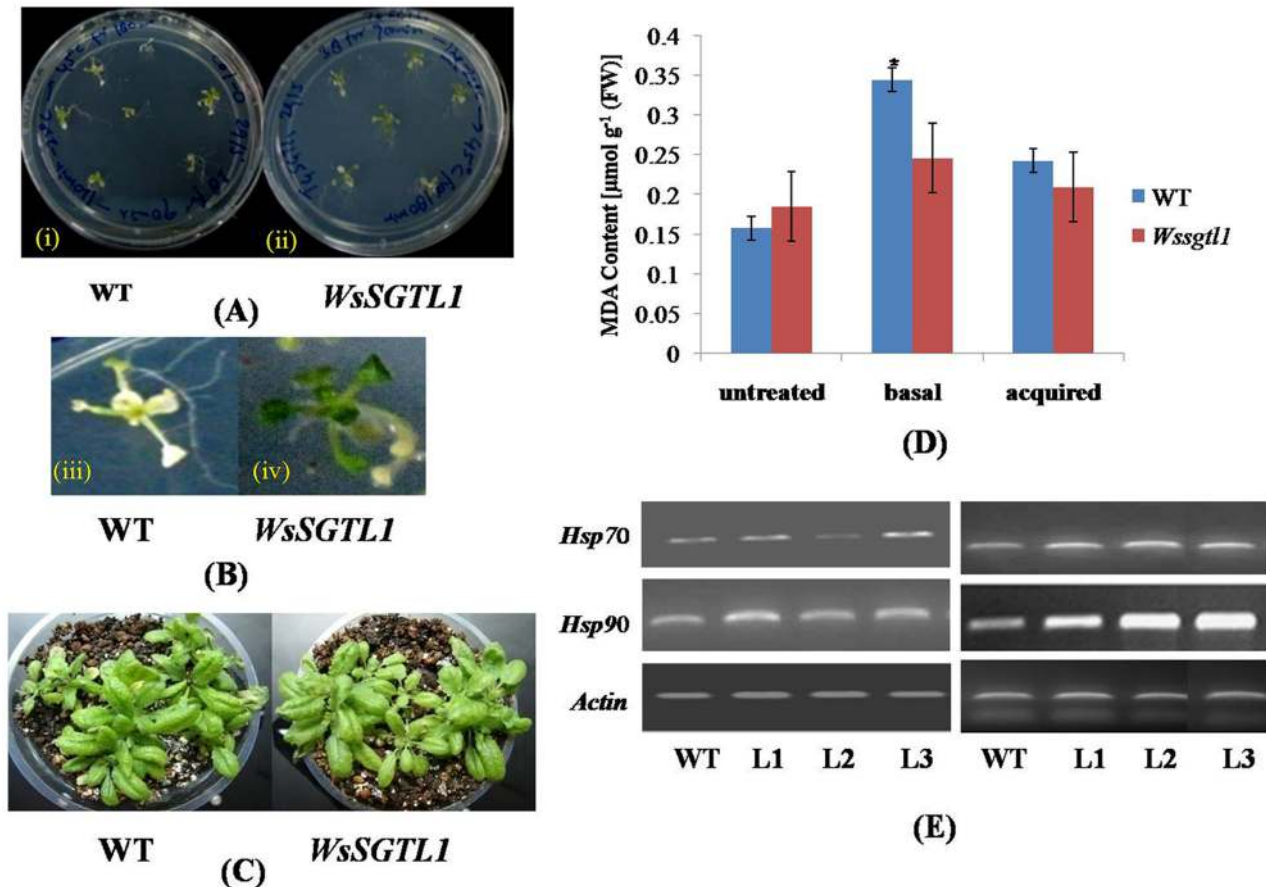 (i)
(ii)
WT
WsSGTL1
(A)
(iii)
(iv)
WT
WsSGTL1
(B)
WT
WsSGTL1
(C)
MDA Content [µmol g⁻¹ (FW)]
0.4
0.35
0.3
0.25
0.2
0.15
0.1
0.05
0
*
untreated
basal
acquired
WT
Wssgtl1
(D)
Hsp70
Hsp90
Actin
WT L1 L2 L3
WT L1 L2 L3
(E)